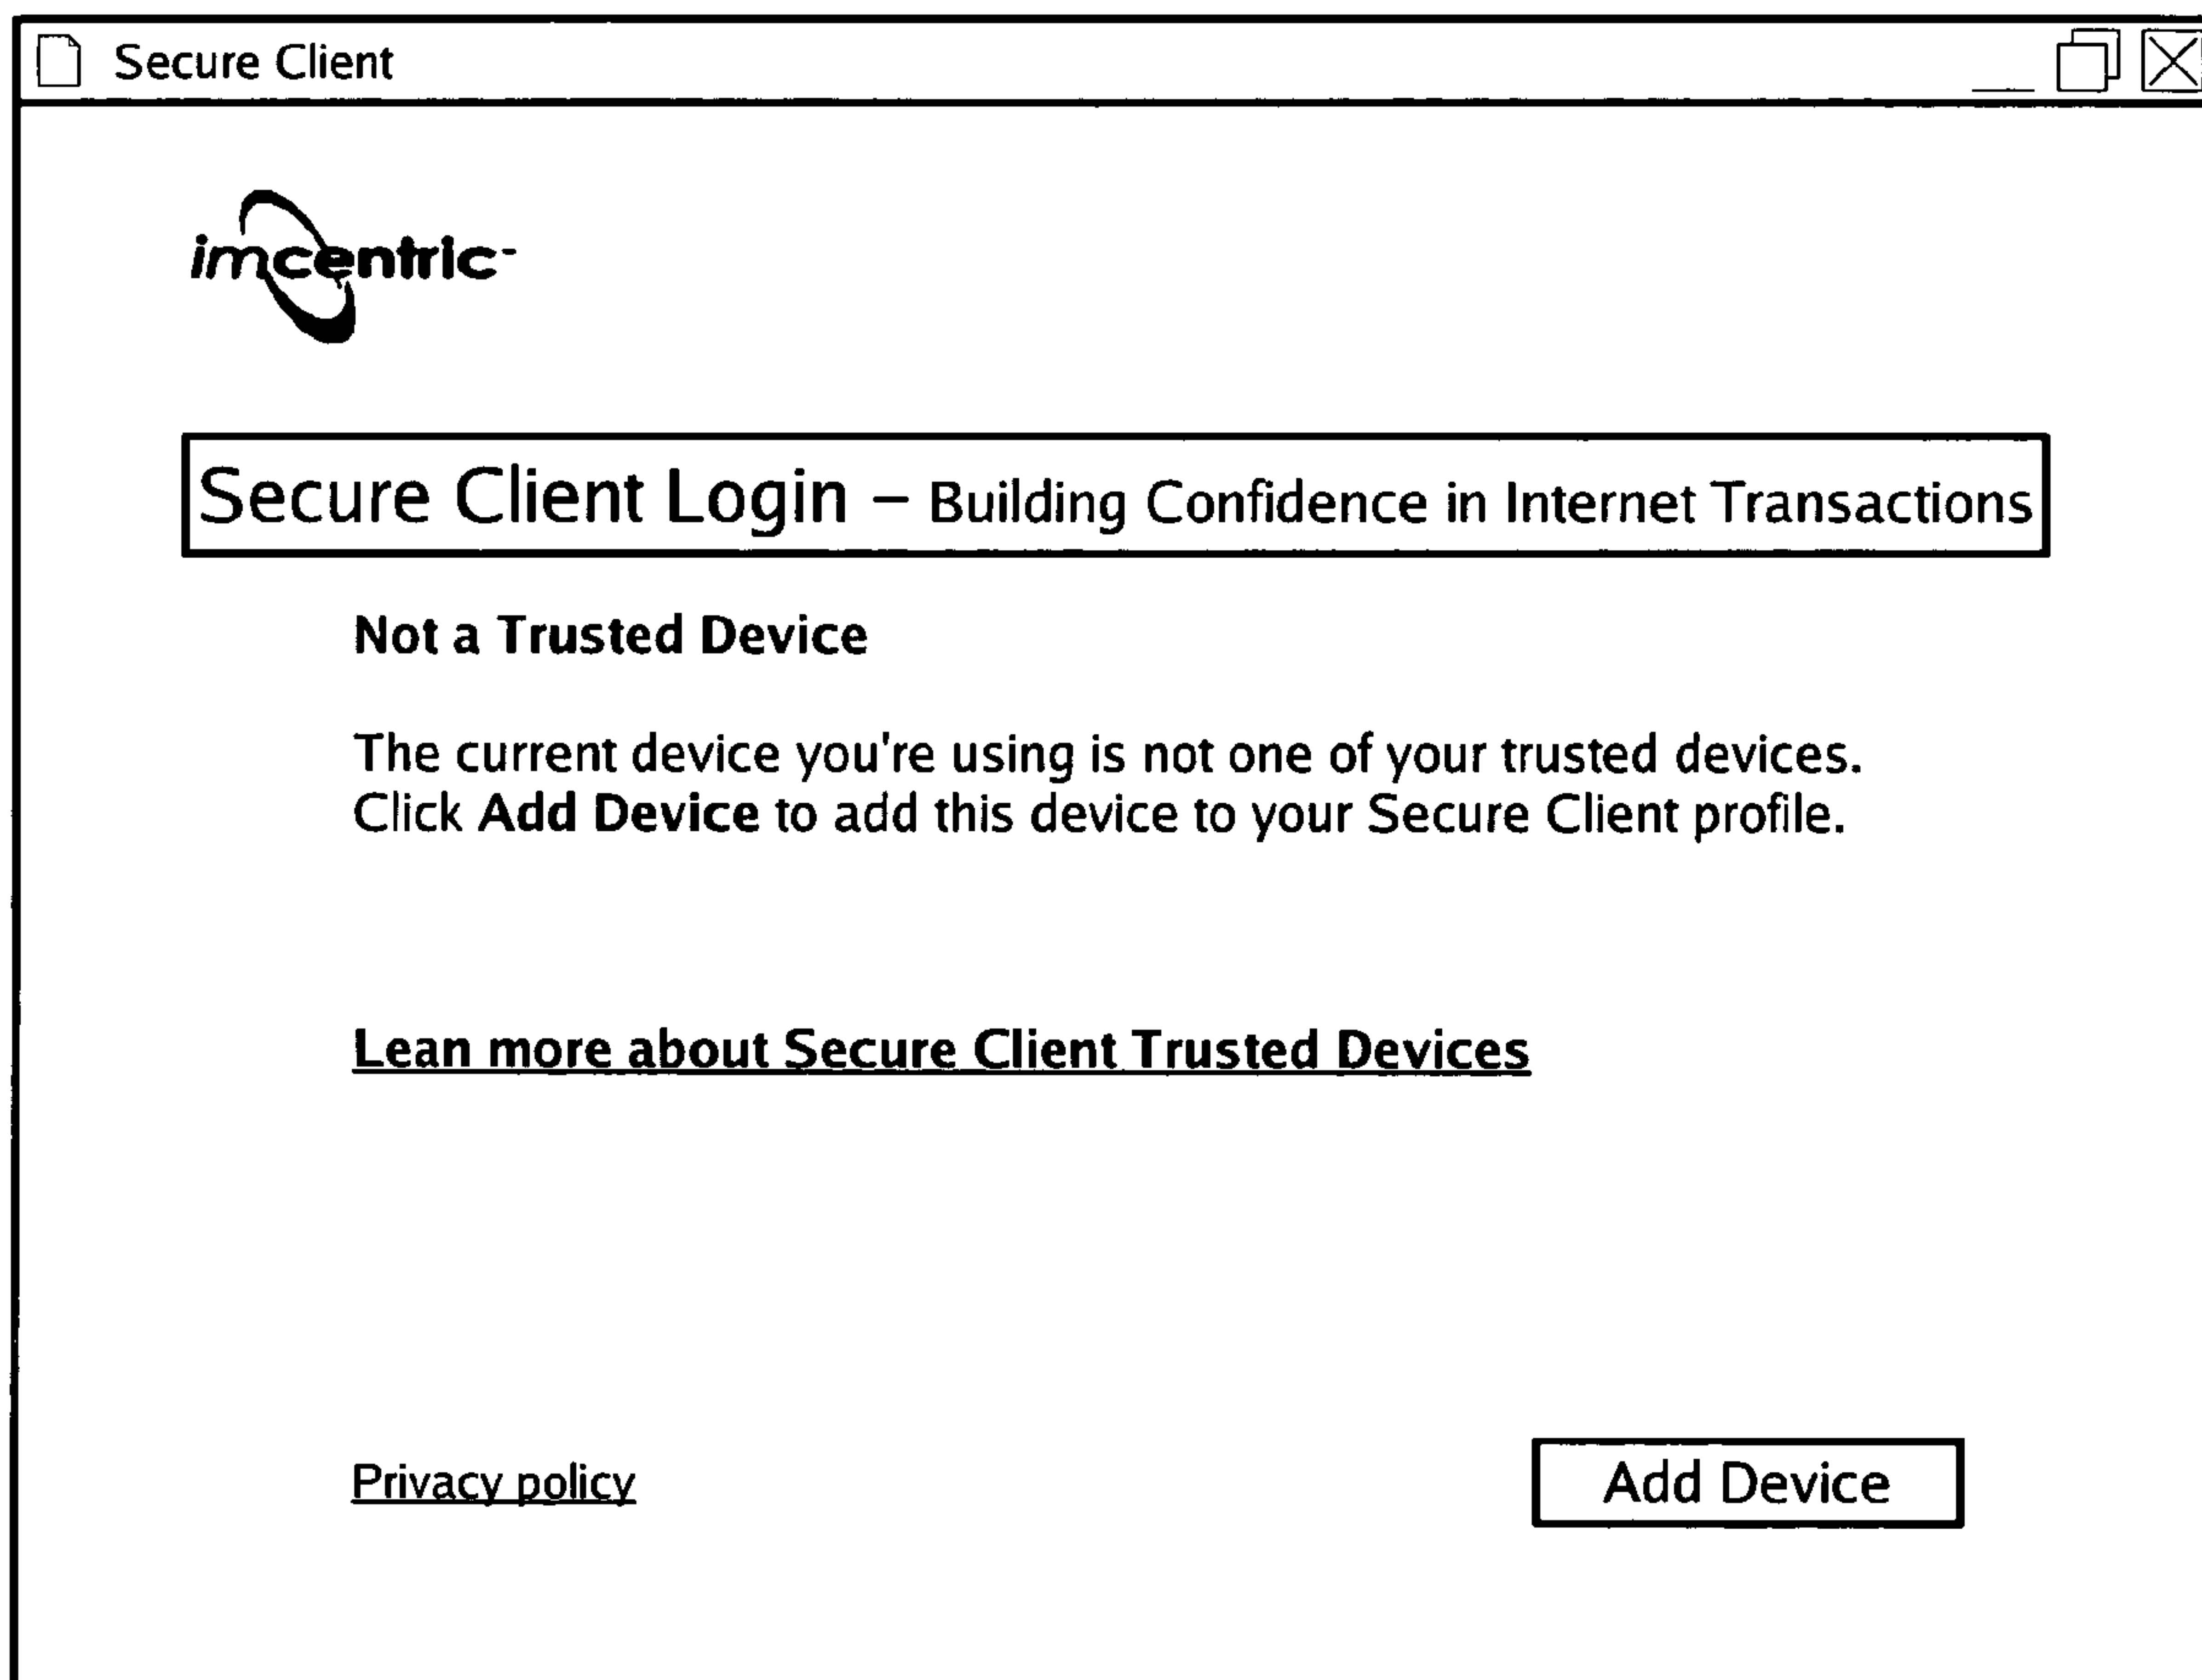 Secure Client
imcentric
Secure Client Login – Building Confidence in Internet Transactions
Not a Trusted Device
The current device you're using is not one of your trusted devices.
Click Add Device to add this device to your Secure Client profile.
Lean more about Secure Client Trusted Devices
Privacy policy
Add Device